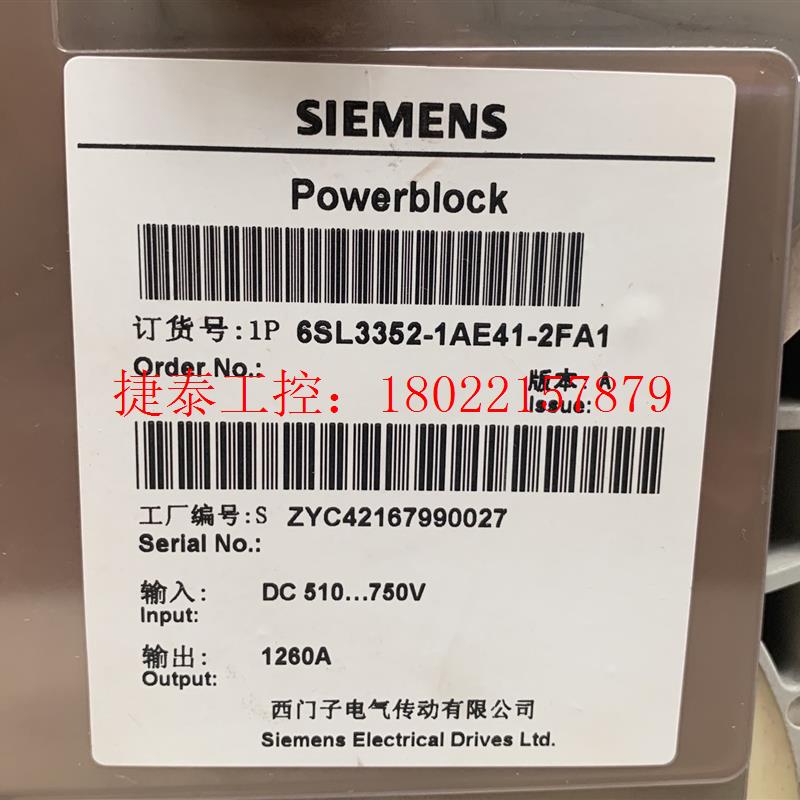 SIEMENS
Powerblock
订货号:1P 6SL3352-1AE41-2FA1
Order No.:
版本: A
Issue:
捷泰工控：18022157879
工厂编号:S ZYC42167990027
Serial No.:
输入: DC 510...750V
Input:
输出: 1260A
Output:
西门子电气传动有限公司
Siemens Electrical Drives Ltd.